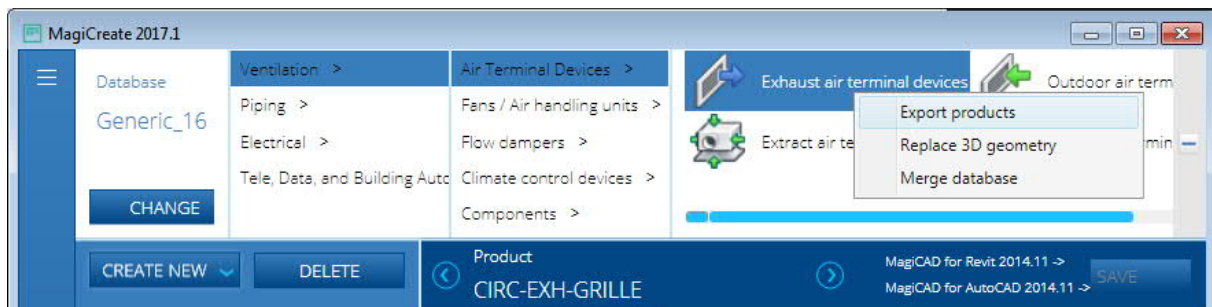 MagiCreate 2017.1
Database
Generic_16
CHANGE
Ventilation >
Piping >
Electrical >
Tele, Data, and Building Auto
Air Terminal Devices >
Fans / Air handling units >
Flow dampers >
Climate control devices >
Components >
Exhaust air terminal devices
Outdoor air term
Extract air te
Export products
Replace 3D geometry
Merge database
CREATE NEW
DELETE
Product
CIRC-EXH-GRILLE
MagiCAD for Revit 2014.11 ->
MagiCAD for AutoCAD 2014.11 ->
SAVE